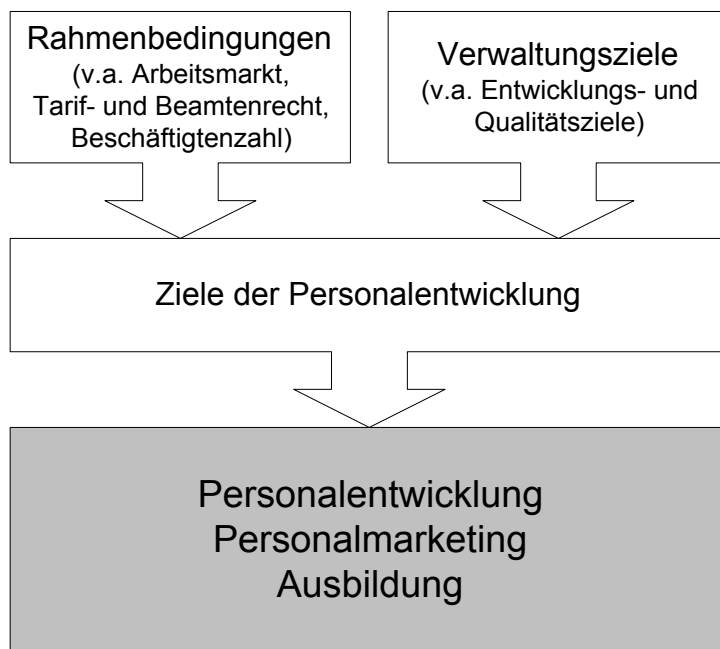 Rahmenbedingungen
(v.a. Arbeitsmarkt,
Tarif- und Beamtenrecht,
Beschäftigtenzahl)
Verwaltungsziele
(v.a. Entwicklungs- und
Qualitätsziele)
Ziele der Personalentwicklung
Personalentwicklung
Personalmarketing
Ausbildung